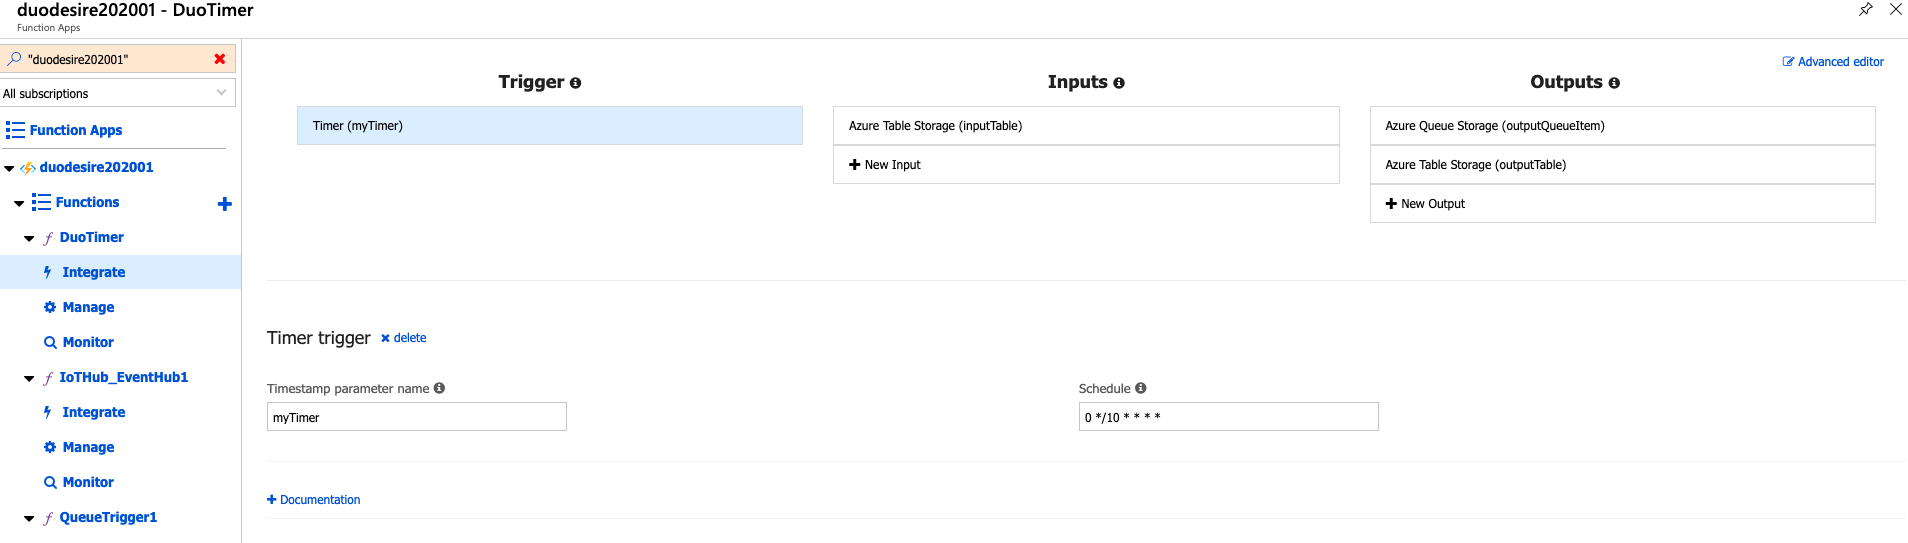 duodesire202001 - DuoTimer
Function Apps
"duodesire202001"
All subscriptions
Function Apps
duodesire202001
Functions
DuoTimer
Integrate
Manage
Monitor
IoTHub_EventHub1
Integrate
Manage
Monitor
QueueTrigger1
Advanced editor
Trigger
Timer (myTimer)
Inputs
Azure Table Storage (inputTable)
New Input
Outputs
Azure Queue Storage (outputQueueItem)
Azure Table Storage (outputTable)
New Output
Timer trigger delete
Timestamp parameter name
myTimer
Schedule
0 */10 * * * *
Documentation